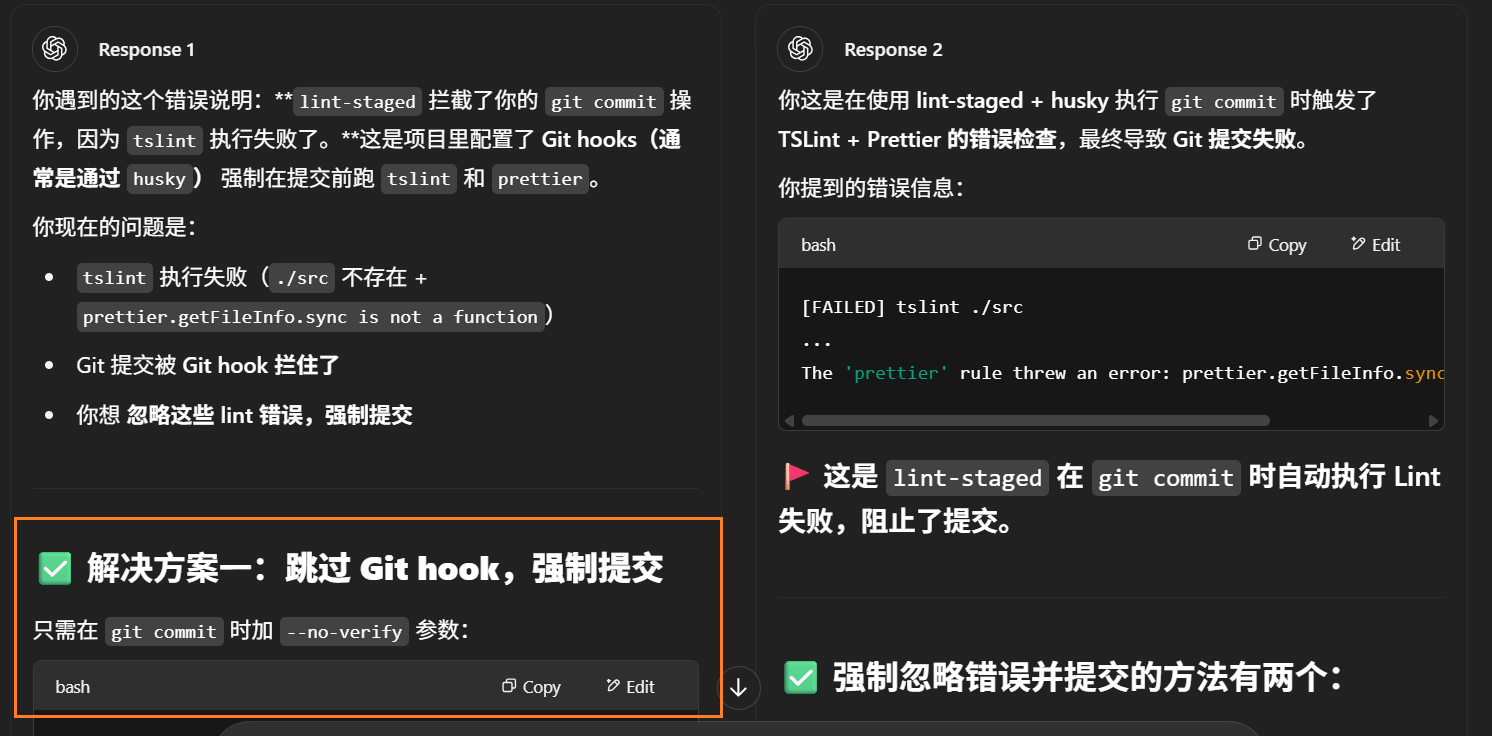 Response 1
你遇到的这个错误说明：**lint-staged 拦截了你的 git commit 操
作，因为 tslint 执行失败了。**这是项目里配置了 Git hooks（通
常是通过 husky） 强制在提交前跑 tslint 和 prettier。
你现在的问题是：
• tslint 执行失败（./src 不存在 +
prettier.getFileInfo.sync is not a function）
• Git 提交被 Git hook 拦住了
• 你想 忽略这些 lint 错误，强制提交
✅ 解决方案一：跳过 Git hook，强制提交
只需在 git commit 时加 --no-verify 参数：
bash Copy Edit
Response 2
你这是在使用 lint-staged + husky 执行 git commit 时触发了
TSLint + Prettier 的错误检查，最终导致 Git 提交失败。
你提到的错误信息：
bash Copy Edit
[FAILED] tslint ./src
...
The 'prettier' rule threw an error: prettier.getFileInfo.sync
🚩 这是 lint-staged 在 git commit 时自动执行 Lint
失败，阻止了提交。
✅ 强制忽略错误并提交的方法有两个：